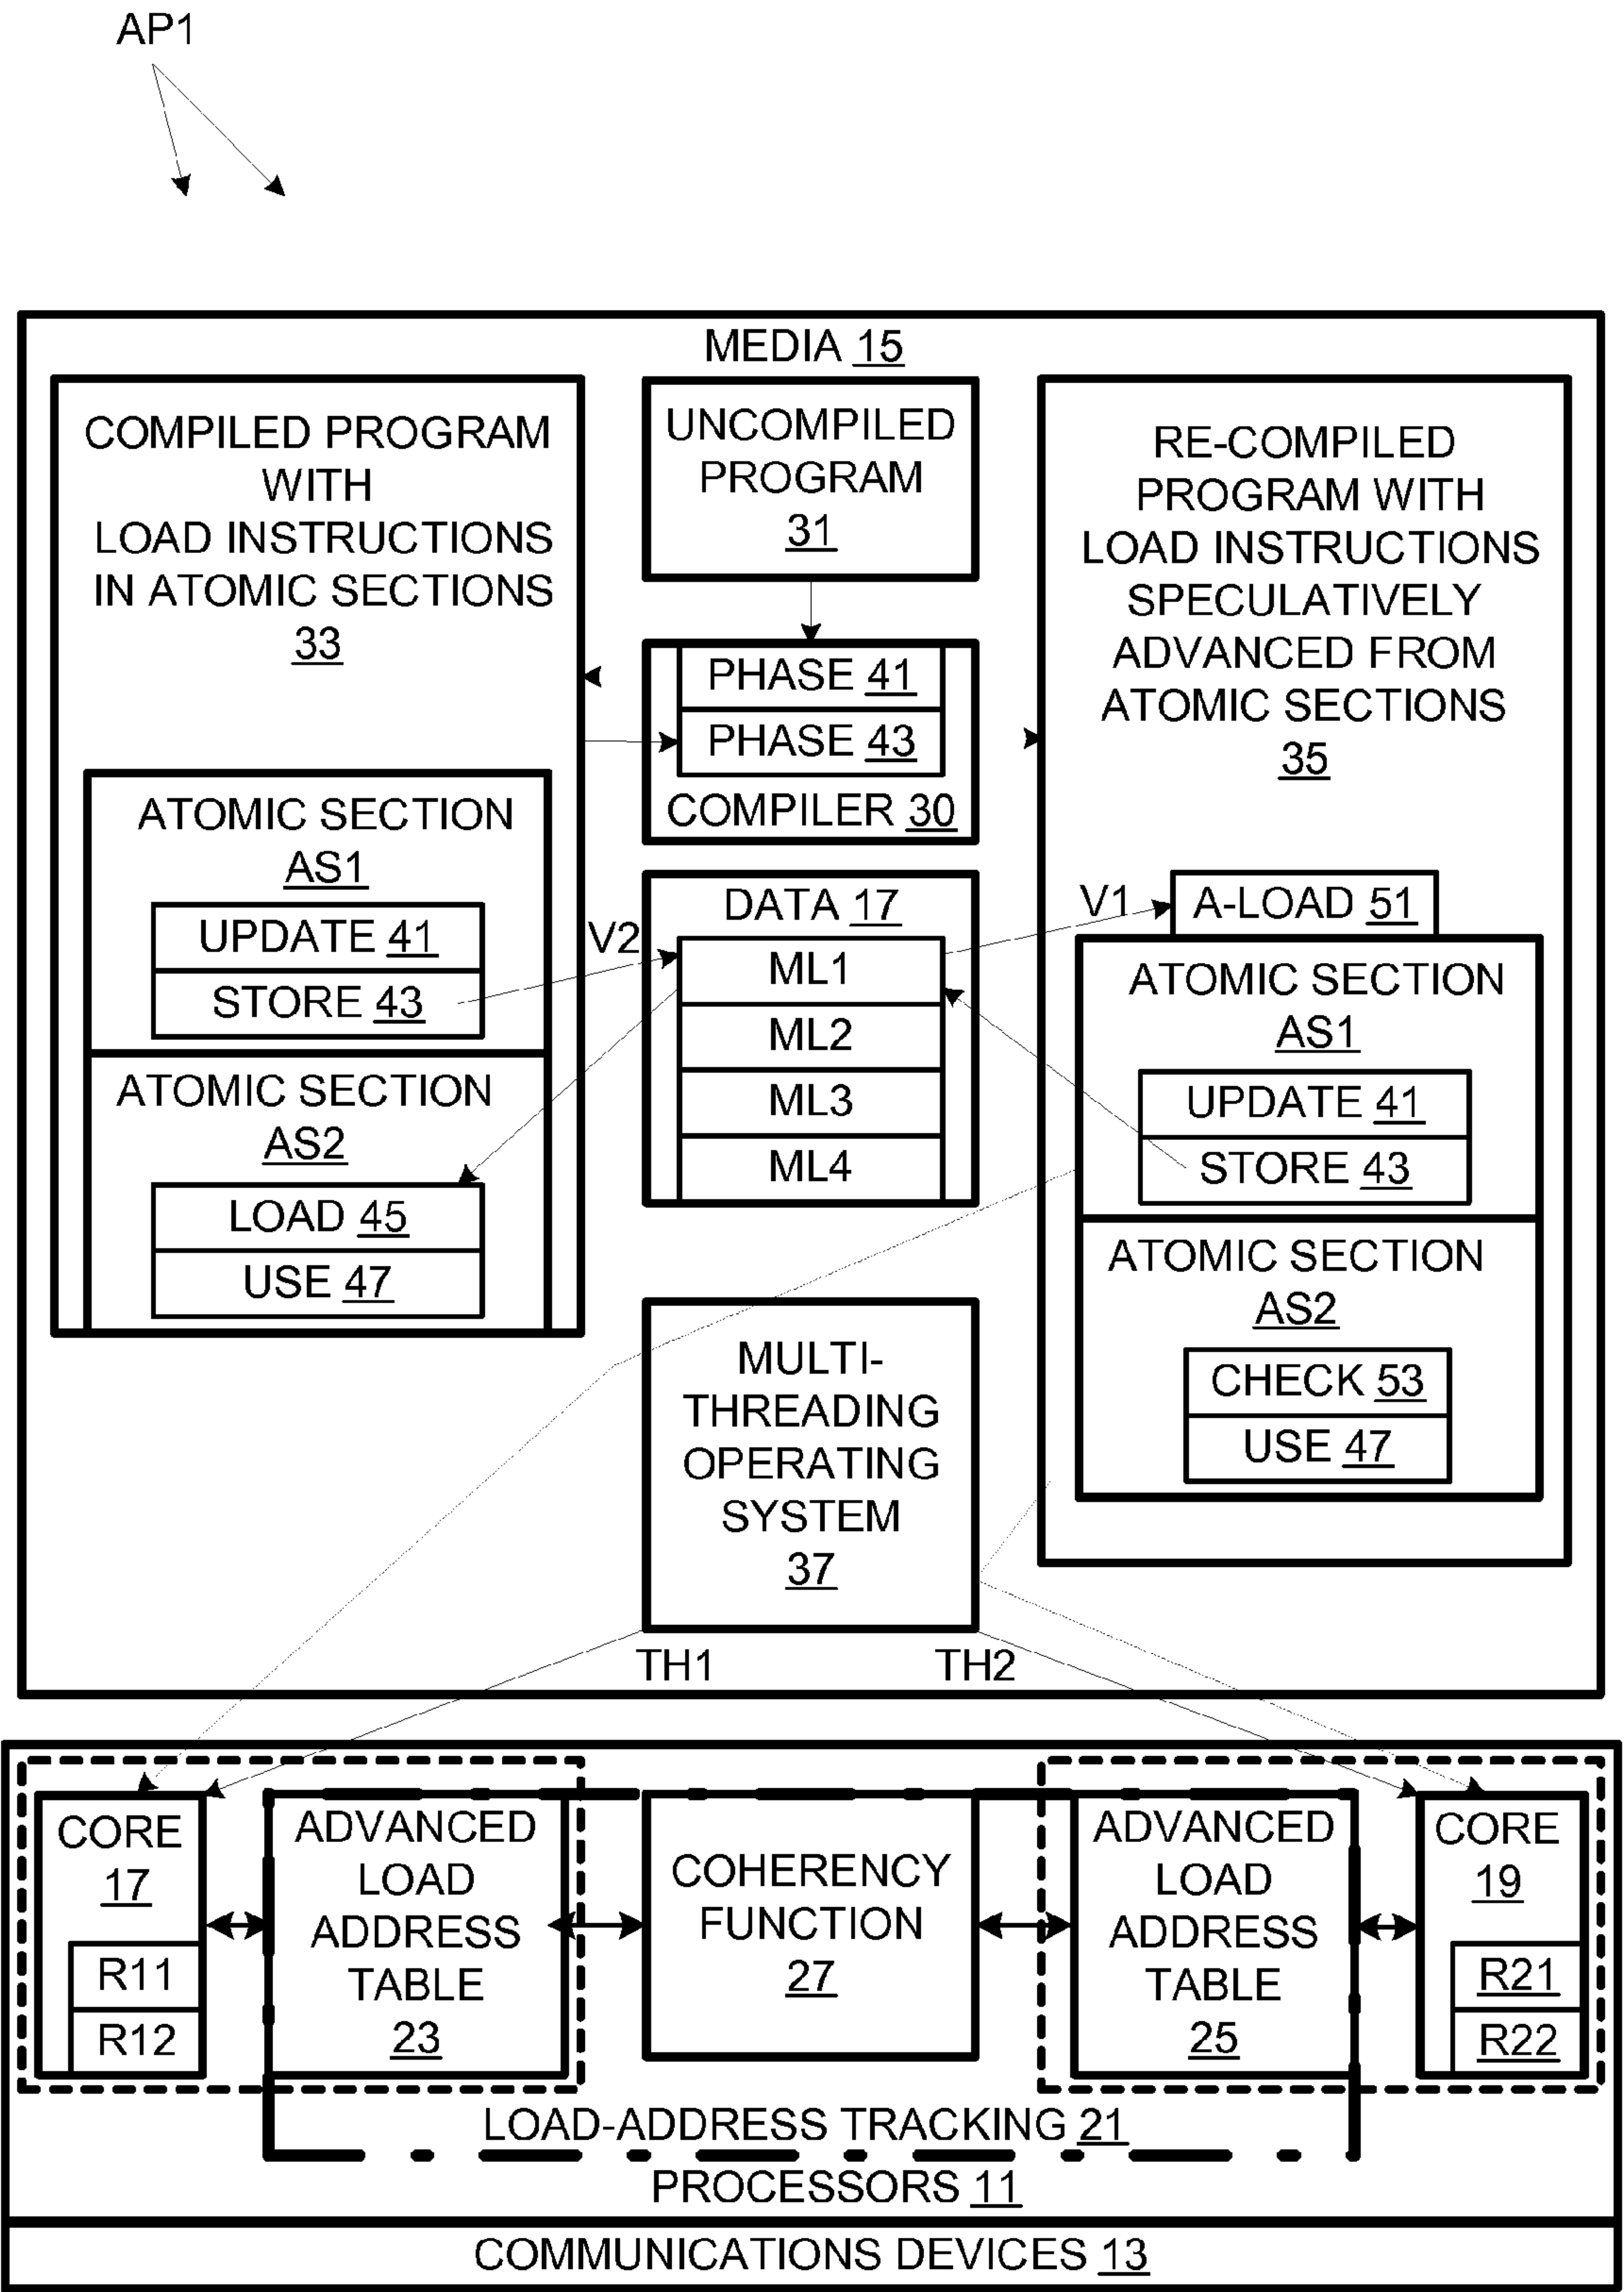 AP1
MEDIA 15
COMPILED PROGRAM
WITH
LOAD INSTRUCTIONS
IN ATOMIC SECTIONS
33
ATOMIC SECTION
AS1
UPDATE 41
STORE 43
ATOMIC SECTION
AS2
LOAD 45
USE 47
UNCOMPILED
PROGRAM
31
PHASE 41
PHASE 43
COMPILER 30
V2
DATA 17
ML1
ML2
ML3
ML4
V1
MULTI-
THREADING
OPERATING
SYSTEM
37
TH1
TH2
RE-COMPILED
PROGRAM WITH
LOAD INSTRUCTIONS
SPECULATIVELY
ADVANCED FROM
ATOMIC SECTIONS
35
A-LOAD 51
ATOMIC SECTION
AS1
UPDATE 41
STORE 43
ATOMIC SECTION
AS2
CHECK 53
USE 47
CORE
17
R11
R12
ADVANCED
LOAD
ADDRESS
TABLE
23
COHERENCY
FUNCTION
27
ADVANCED
LOAD
ADDRESS
TABLE
25
CORE
19
R21
R22
LOAD-ADDRESS TRACKING 21
PROCESSORS 11
COMMUNICATIONS DEVICES 13